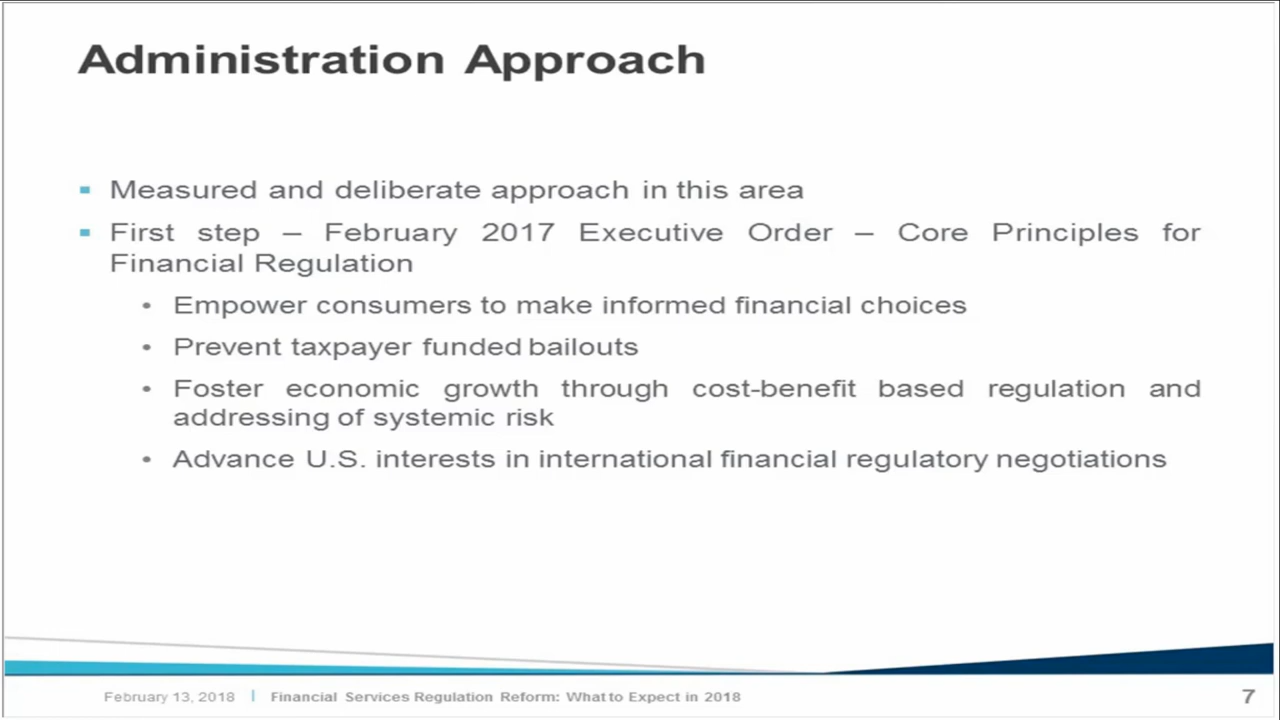 Administration Approach
▪ Measured and deliberate approach in this area
▪ First step – February 2017 Executive Order – Core Principles for
Financial Regulation
• Empower consumers to make informed financial choices
• Prevent taxpayer funded bailouts
• Foster economic growth through cost-benefit based regulation and
addressing of systemic risk
• Advance U.S. interests in international financial regulatory negotiations
February 13, 2018 | Financial Services Regulation Reform: What to Expect in 2018 7